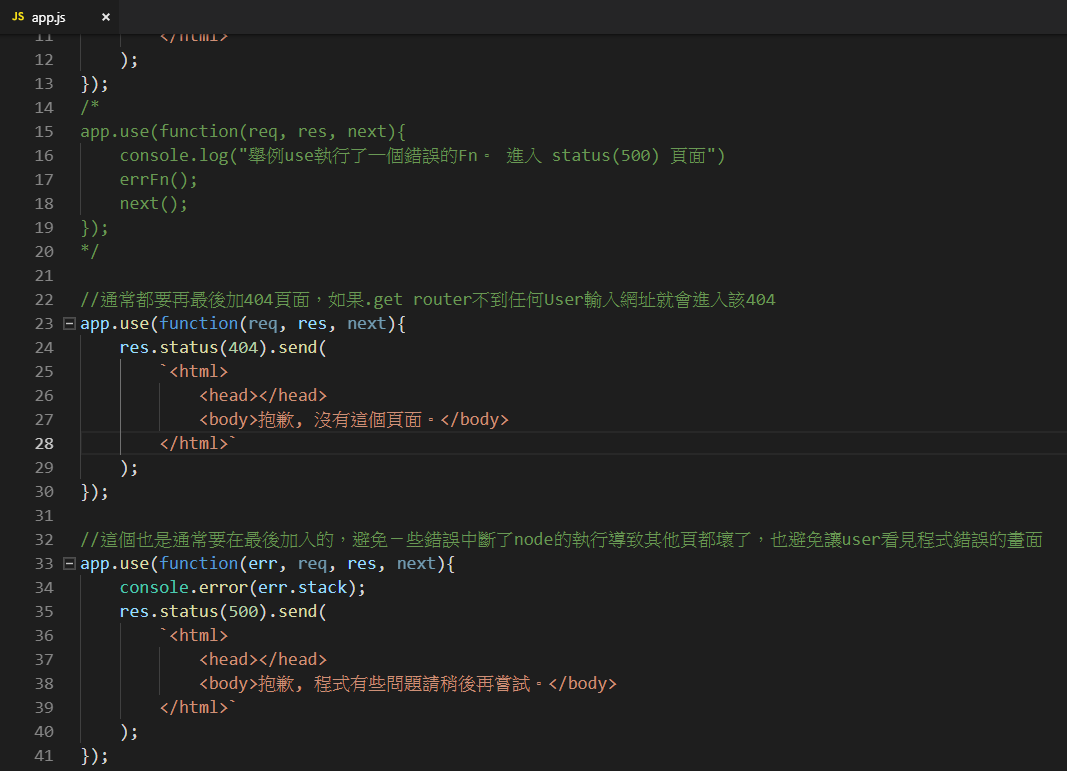 JS app.js ×
11 </html>
12 );
13 });
14 /*
15 app.use(function(req, res, next){
16 console.log("舉例use執行了一個錯誤的Fn。 進入 status(500) 頁面")
17 errFn();
18 next();
19 });
20 */
21
22 //通常都要再最後加404頁面，如果.get router不到任何User輸入網址就會進入該404
23 app.use(function(req, res, next){
24 res.status(404).send(
25 `<html>
26 <head></head>
27 <body>抱歉, 沒有這個頁面。</body>
28 </html>`
29 );
30 });
31
32 //這個也是通常要在最後加入的，避免ㄧ些錯誤中斷了node的執行導致其他頁都壞了，也避免讓user看見程式錯誤的畫面
33 app.use(function(err, req, res, next){
34 console.error(err.stack);
35 res.status(500).send(
36 `<html>
37 <head></head>
38 <body>抱歉, 程式有些問題請稍後再嘗試。</body>
39 </html>`
40 );
41 });